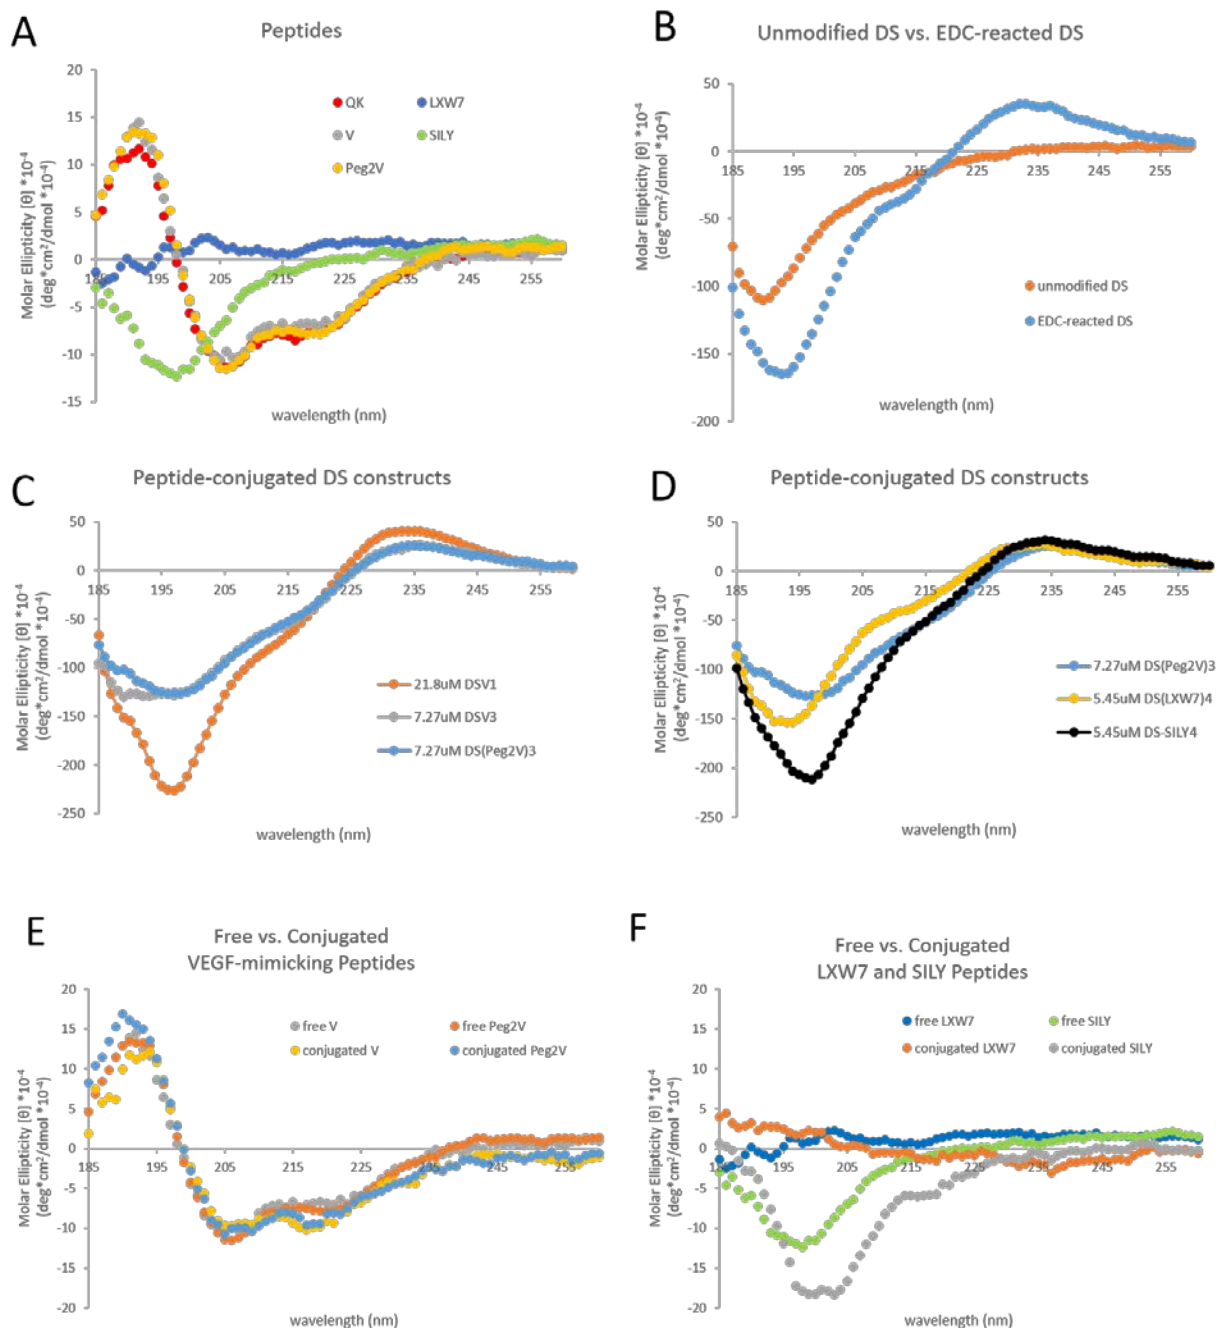 A
Peptides
Molar Ellipticity [θ] *10⁻⁴
(deg*cm²/dmol *10⁻⁴)
20
15
10
5
0
-5
-10
-15
185
195
205
215
225
235
245
255
QK
LXW7
V
SILY
Peg2V
wavelength (nm)
B
Unmodified DS vs. EDC-reacted DS
Molar Ellipticity [θ] *10⁻⁴
(deg*cm²/dmol *10⁻⁴)
50
0
-50
-100
-150
-200
185
195
205
215
225
235
245
255
unmodified DS
EDC-reacted DS
wavelength (nm)
C
Peptide-conjugated DS constructs
Molar Ellipticity [θ] *10⁻⁴
(deg*cm²/dmol *10⁻⁴)
50
0
-50
-100
-150
-200
-250
185
195
205
215
225
235
245
255
21.8uM DSV1
7.27uM DSV3
7.27uM DS(Peg2V)3
wavelength (nm)
D
Peptide-conjugated DS constructs
Molar Ellipticity [θ] *10⁻⁴
(deg*cm²/dmol *10⁻⁴)
50
0
-50
-100
-150
-200
-250
185
195
205
215
225
235
245
255
7.27uM DS(Peg2V)3
5.45uM DS(LXW7)4
5.45uM DS-SILY4
wavelength (nm)
E
Free vs. Conjugated
VEGF-mimicking Peptides
Molar Ellipticity [θ] *10⁻⁴
(deg*cm²/dmol *10⁻⁴)
20
15
10
5
0
-5
-10
-15
-20
185
195
205
215
225
235
245
255
free V
free Peg2V
conjugated V
conjugated Peg2V
wavelength (nm)
F
Free vs. Conjugated
LXW7 and SILY Peptides
Molar Ellipticity [θ] *10⁻⁴
(deg*cm²/dmol *10⁻⁴)
20
15
10
5
0
-5
-10
-15
-20
185
195
205
215
225
235
245
255
free LXW7
free SILY
conjugated LXW7
conjugated SILY
wavelength (nm)